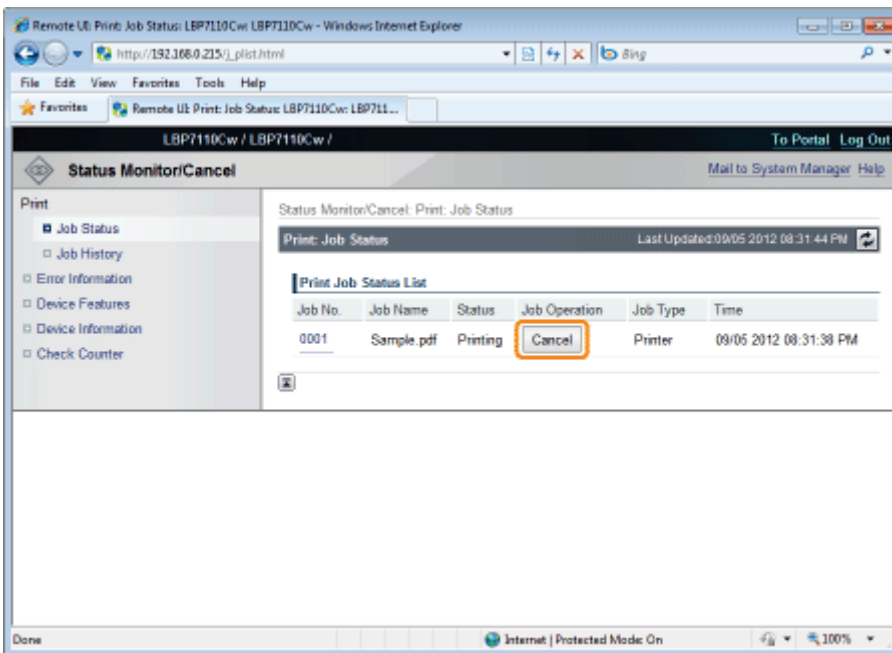 Remote UI: Print: Job Status: LBP7110Cw: LBP7110Cw - Windows Internet Explorer
http://192.168.0.215/j_plist.html
Bing
File Edit View Favorites Tools Help
Favorites Remote UI: Print: Job Status: LBP7110Cw: LBP711...
LBP7110Cw / LBP7110Cw / To Portal Log Out
Status Monitor/Cancel Mail to System Manager Help
Print
Job Status
Job History
Error Information
Device Features
Device Information
Check Counter
Status Monitor/Cancel: Print: Job Status
Print: Job Status Last Updated:09/05 2012 08:31:44 PM
Print Job Status List
Job No. Job Name Status Job Operation Job Type Time
0001 Sample.pdf Printing Cancel Printer 09/05 2012 08:31:38 PM
Done Internet | Protected Mode: On 100%